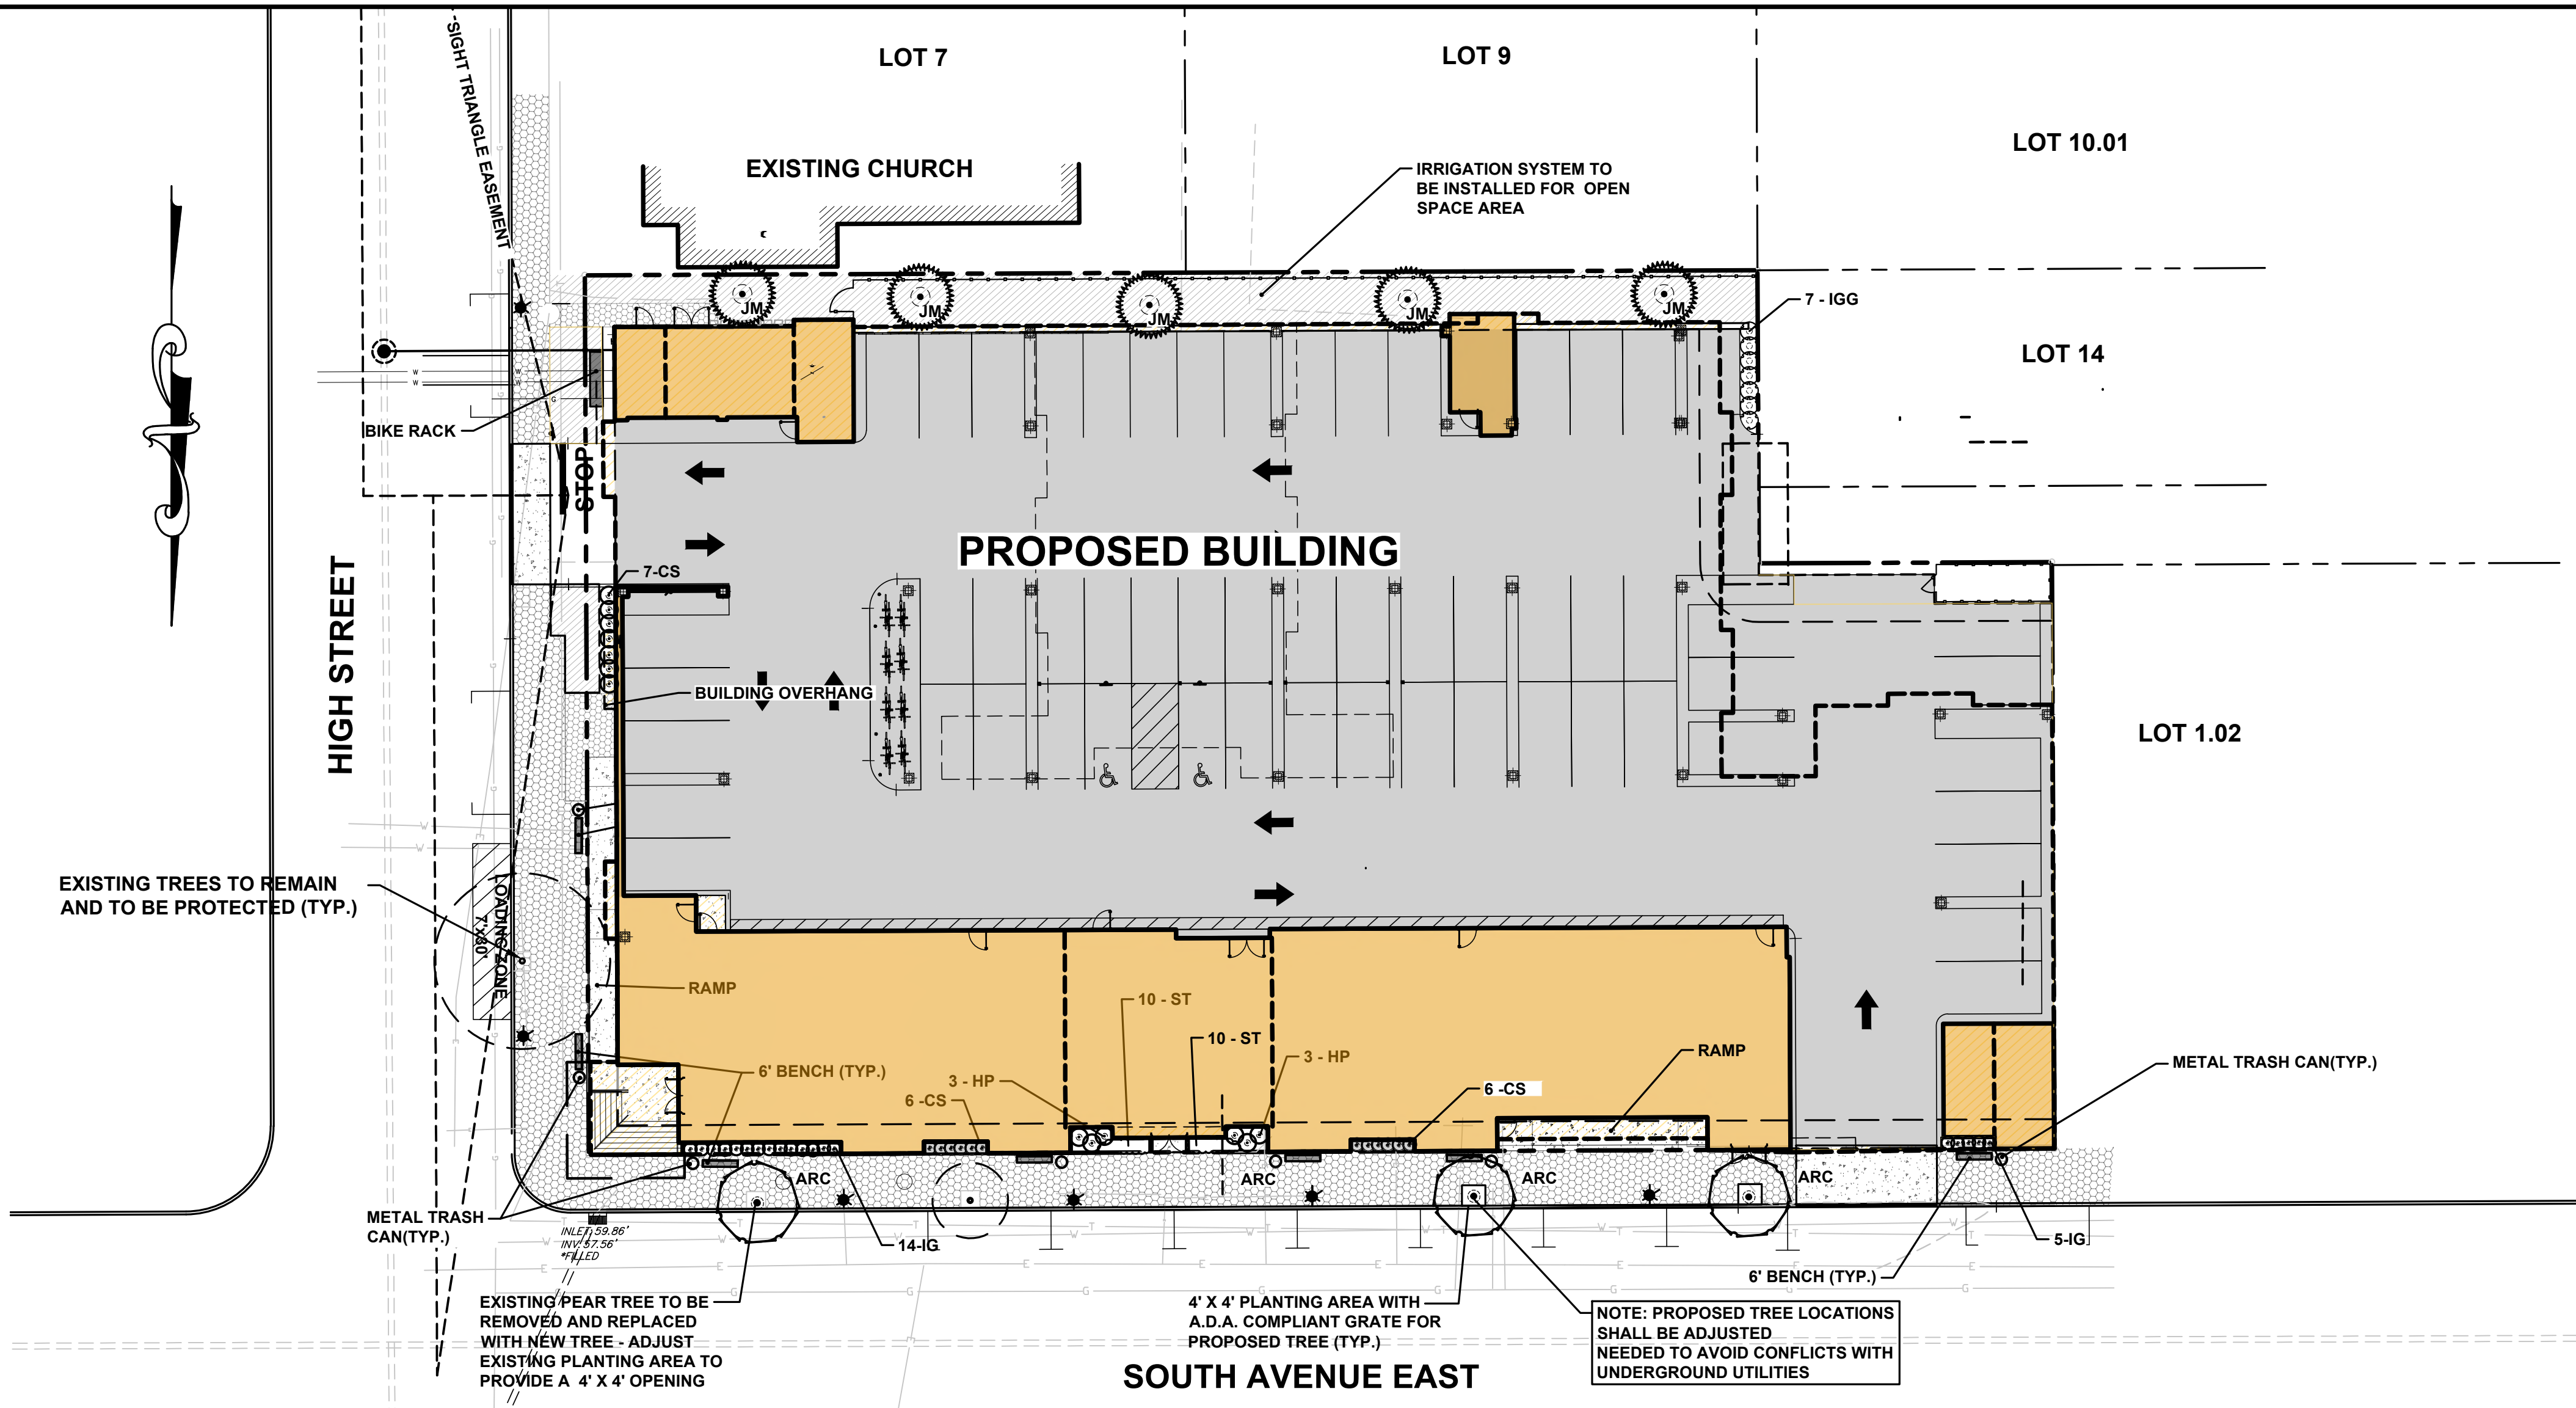 SIGHT TRIANGLE EASEMENT
LOT 7
LOT 9
LOT 10.01
EXISTING CHURCH
IRRIGATION SYSTEM TO
BE INSTALLED FOR OPEN
SPACE AREA
JM
JM
JM
JM
JM
7 - IGG
LOT 14
BIKE RACK
STOP
PROPOSED BUILDING
7-CS
HIGH STREET
BUILDING OVERHANG
LOT 1.02
EXISTING TREES TO REMAIN
AND TO BE PROTECTED (TYP.)
LOADING ZONE
RAMP
10 - ST
10 - ST
3 - HP
RAMP
6' BENCH (TYP.)
3 - HP
6 -CS
6 -CS
METAL TRASH CAN(TYP.)
ARC
ARC
ARC
ARC
METAL TRASH
CAN(TYP.)
INLET: 59.86'
INV: 57.56'
*FILLED
14-IG
5-IG
6' BENCH (TYP.)
EXISTING PEAR TREE TO BE
REMOVED AND REPLACED
WITH NEW TREE - ADJUST
EXISTING PLANTING AREA TO
PROVIDE A 4' X 4' OPENING
4' X 4' PLANTING AREA WITH
A.D.A. COMPLIANT GRATE FOR
PROPOSED TREE (TYP.)
NOTE: PROPOSED TREE LOCATIONS
SHALL BE ADJUSTED
NEEDED TO AVOID CONFLICTS WITH
UNDERGROUND UTILITIES
SOUTH AVENUE EAST